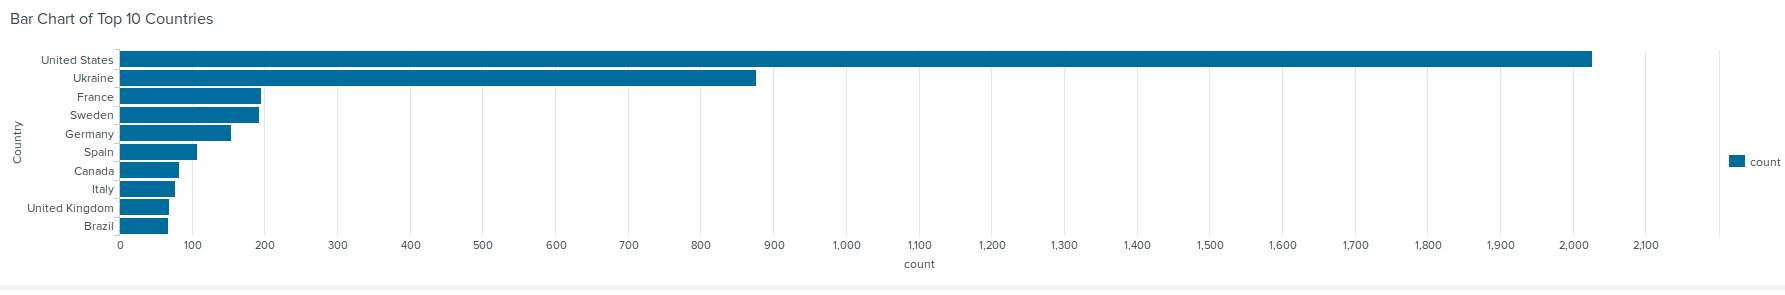 Bar Chart of Top 10 Countries
United States
Ukraine
France
Sweden
Germany
Spain
Canada
Italy
United Kingdom
Brazil
Country
0 100 200 300 400 500 600 700 800 900 1,000 1,100 1,200 1,300 1,400 1,500 1,600 1,700 1,800 1,900 2,000 2,100
count
count